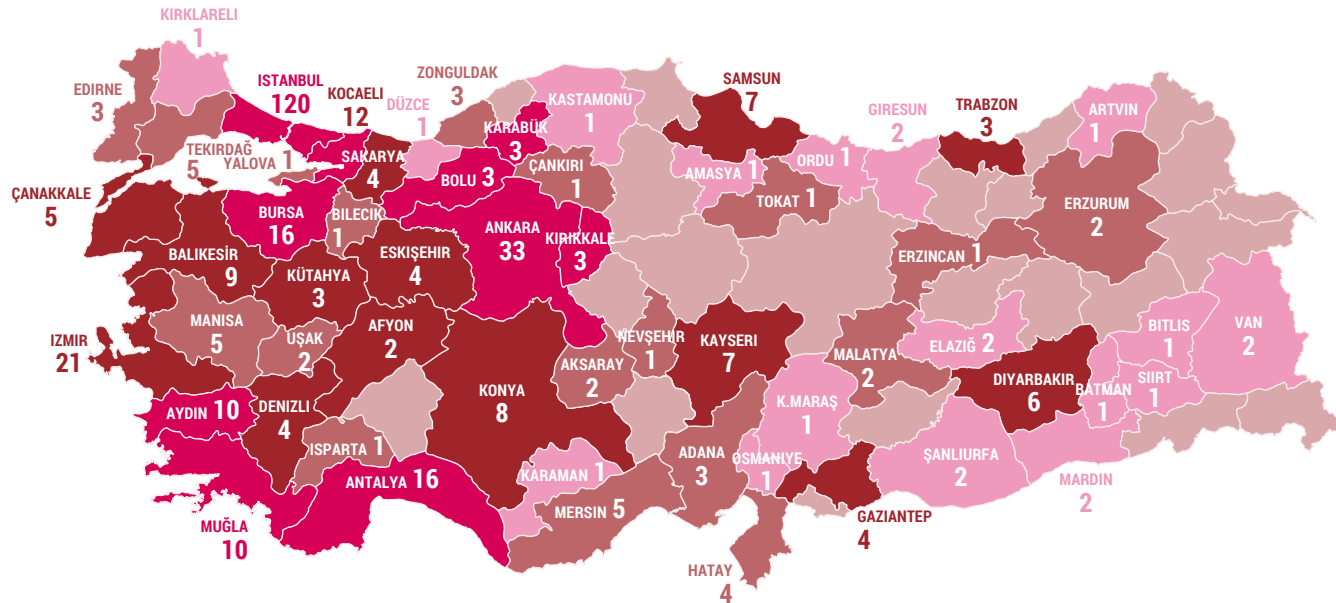 KIRKLARELI
1
EDIRNE
3
ISTANBUL
120
KOCAELI
12
DÜZCE
1
ZONGULDAK
3
KARABÜK
3
KASTAMONU
1
SAMSUN
7
GIRESUN
2
TRABZON
3
ARTVIN
1
TEKIRDAĞ
5
YALOVA 1
SAKARYA
4
BOLU 3
ÇANKIRI
1
AMASYA 1
ORDU 1
TOKAT 1
ERZURUM
2
ÇANAKKALE
5
BURSA
16
BILECIK
1
ANKARA
33
KIRIKKALE
3
ERZINCAN 1
BALIKESİR
9
KÜTAHYA
3
ESKIŞEHIR
4
MANISA
5
UŞAK
2
AFYON
2
NEVŞEHIR
1
KAYSERI
7
MALATYA
2
ELAZIĞ 2
BITLIS
1
VAN
2
IZMIR
21
AKSARAY
2
KONYA
8
DIYARBAKIR
6
BATMAN
1
SIIRT
1
AYDIN 10
DENIZLI
4
ISPARTA 1
K.MARAŞ
1
ADANA
3
OSMANIYE
1
ŞANLIURFA
2
MARDIN
2
ANTALYA 16
KARAMAN 1
MERSIN 5
MUĞLA
10
GAZIANTEP
4
HATAY
4